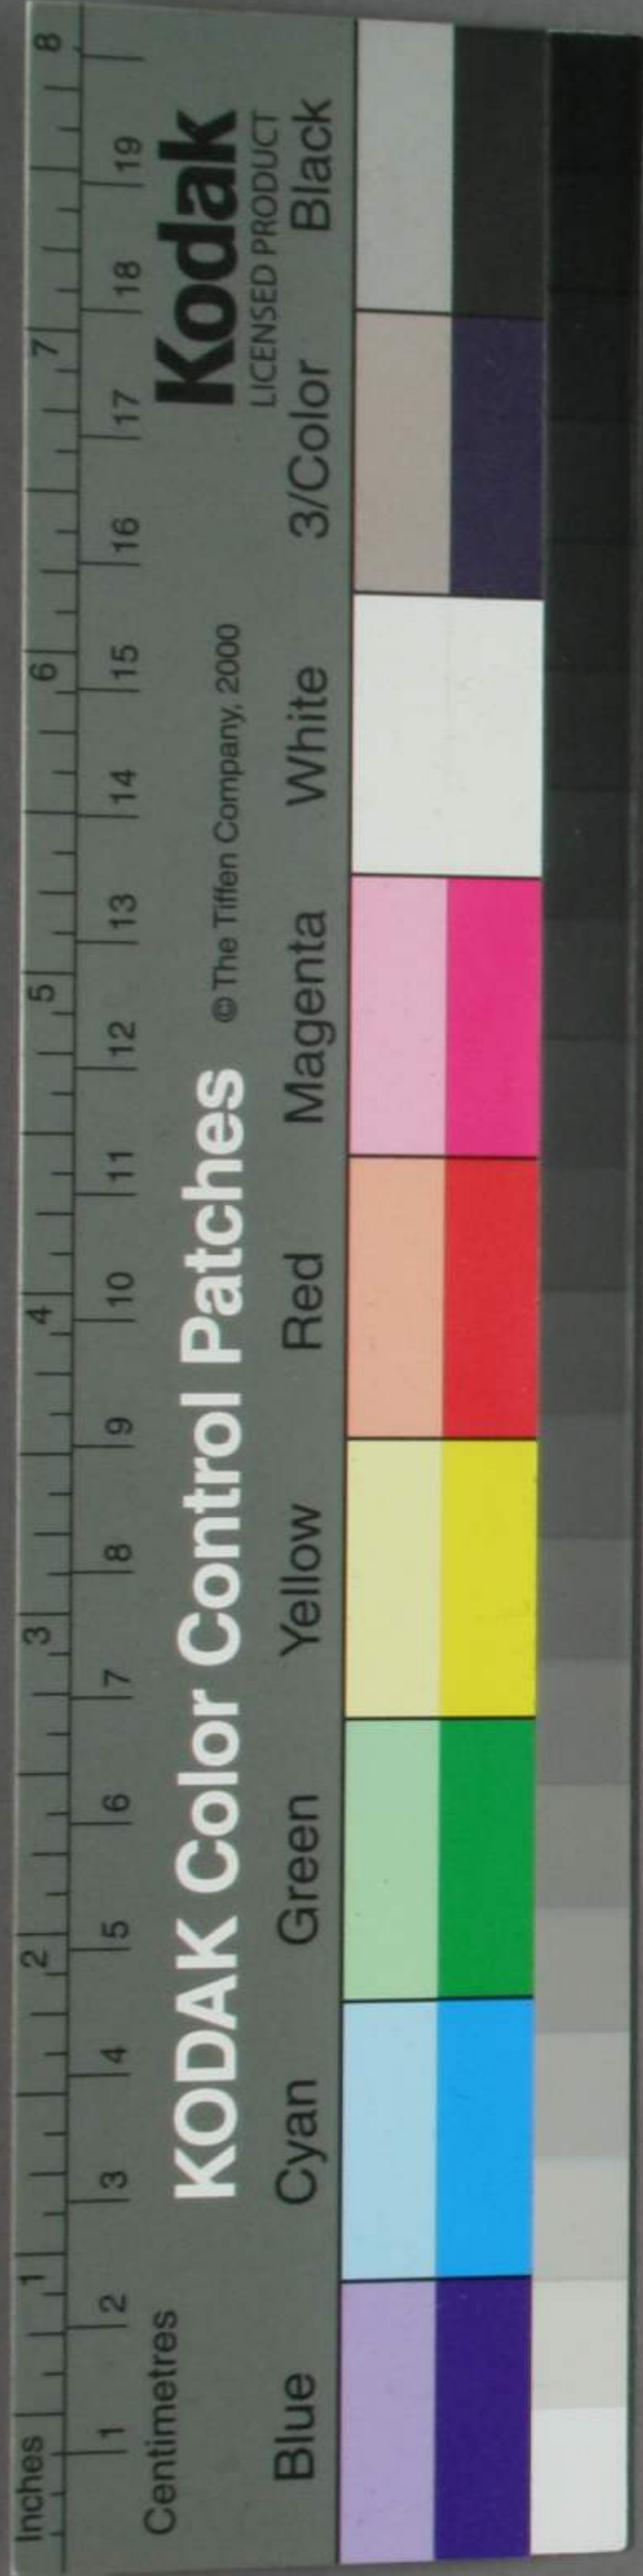 Inches 1 2 3 4 5 6 7 8
Centimetres 1 2 3 4 5 6 7 8 9 10 11 12 13 14 15 16 17 18 19
KODAK Color Control Patches © The Tiffen Company, 2000 Kodak
LICENSED PRODUCT
Blue Cyan Green Yellow Red Magenta White 3/Color Black